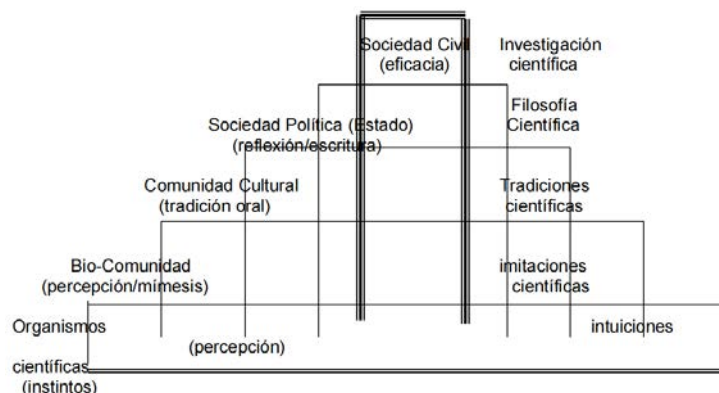 Sociedad Civil Investigación
(eficacia) científica
Filosofía
Sociedad Política (Estado) Científica
(reflexión/escritura)
Comunidad Cultural Tradiciones
(tradición oral) científicas
Bio-Comunidad imitaciones
(percepción/mímesis) científicas
Organismos intuiciones
(percepción)
científicas
(instintos)